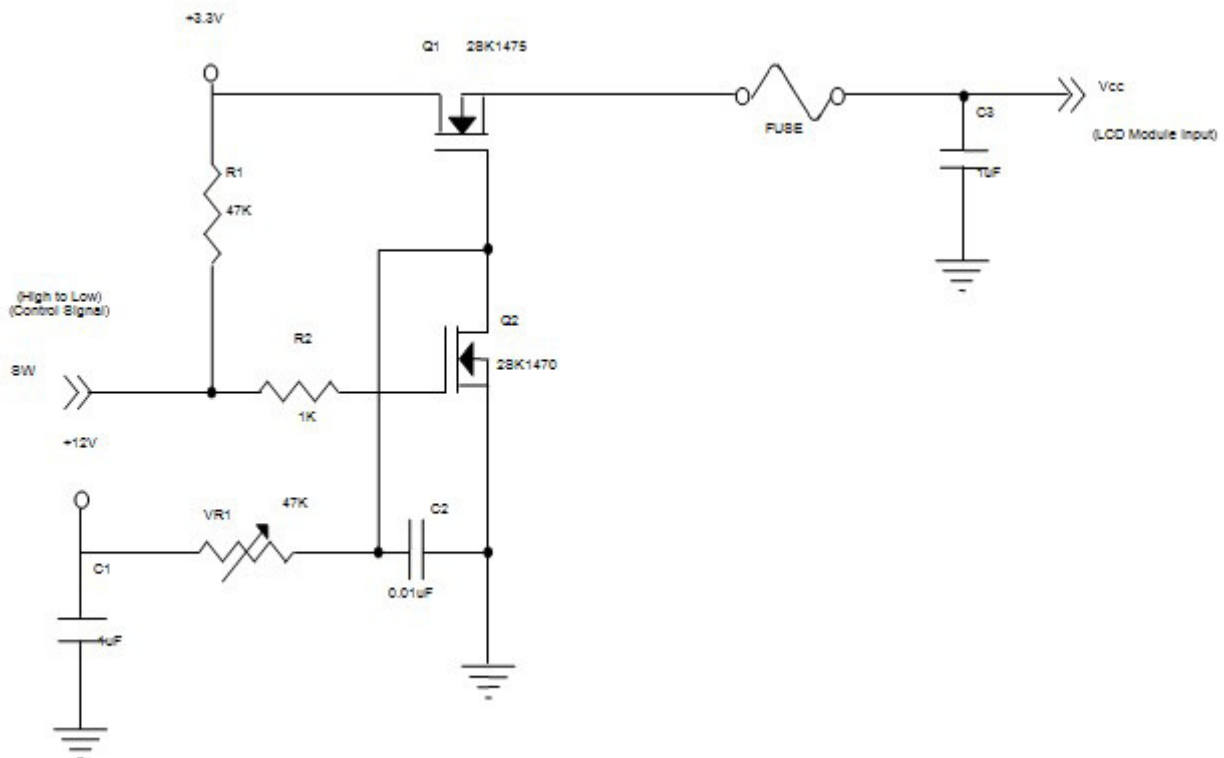 +3.3V
Q1 2SK1475
Vcc
C3
FUSE
(LCD Module Input)
R1
1uF
47K
(High to Low)
(Control Signal)
Q2
R2
SW
2SK1470
1K
+12V
47K
C2
VR1
C1
0.01uF
1uF